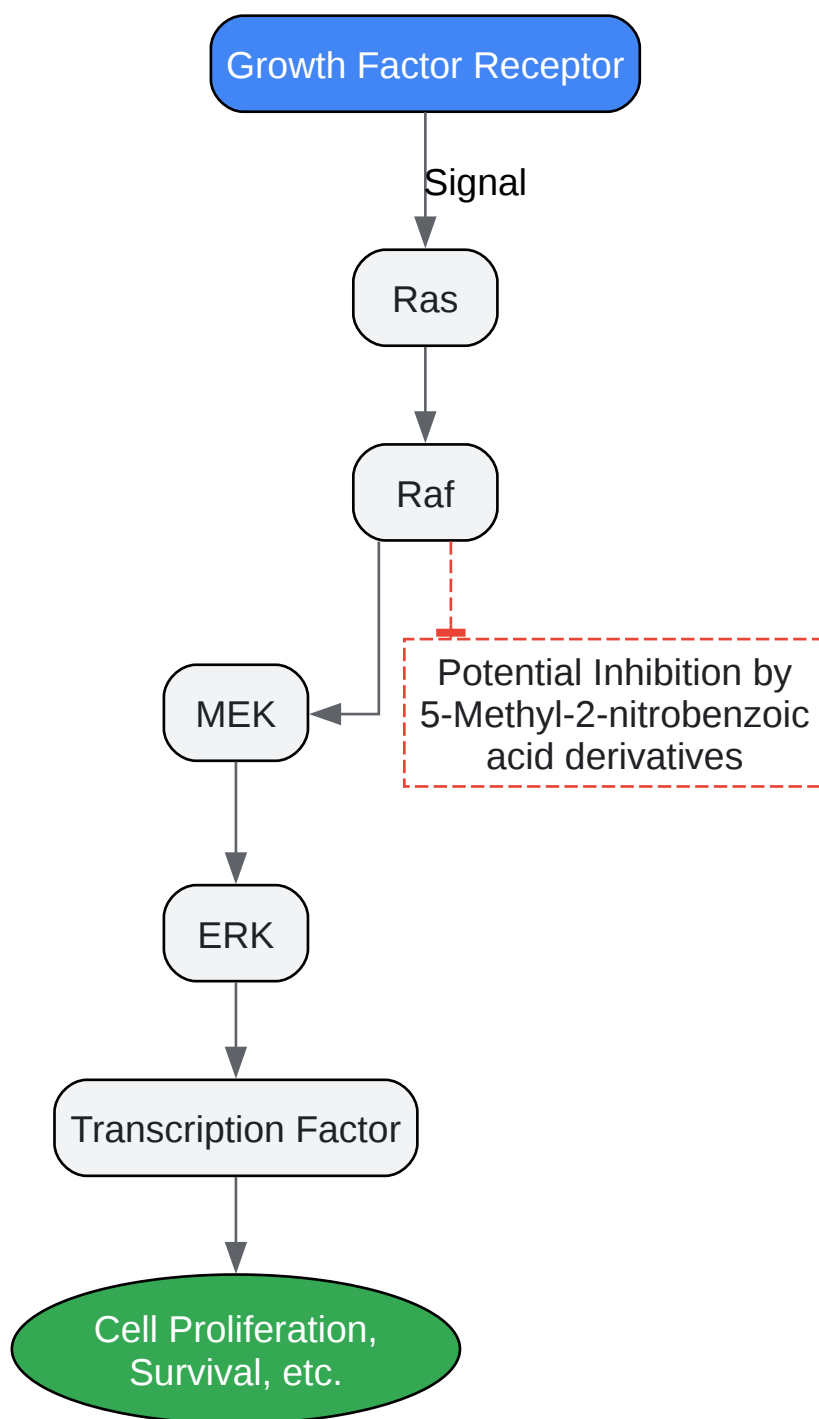 Growth Factor Receptor
Signal
Ras
Raf
Potential Inhibition by
5-Methyl-2-nitrobenzoic
acid derivatives
MEK
ERK
Transcription Factor
Cell Proliferation,
Survival, etc.